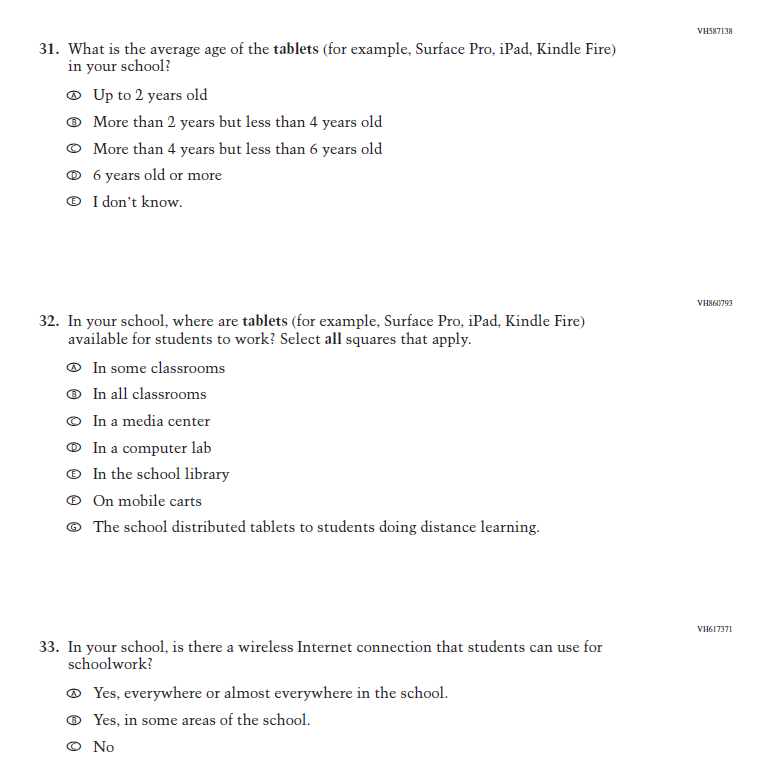 VH587138
31. What is the average age of the tablets (for example, Surface Pro, iPad, Kindle Fire)
in your school?
A Up to 2 years old
B More than 2 years but less than 4 years old
C More than 4 years but less than 6 years old
D 6 years old or more
E I don't know.
VH860793
32. In your school, where are tablets (for example, Surface Pro, iPad, Kindle Fire)
available for students to work? Select all squares that apply.
A In some classrooms
B In all classrooms
C In a media center
D In a computer lab
E In the school library
F On mobile carts
G The school distributed tablets to students doing distance learning.
VH617371
33. In your school, is there a wireless Internet connection that students can use for
schoolwork?
A Yes, everywhere or almost everywhere in the school.
B Yes, in some areas of the school.
C No